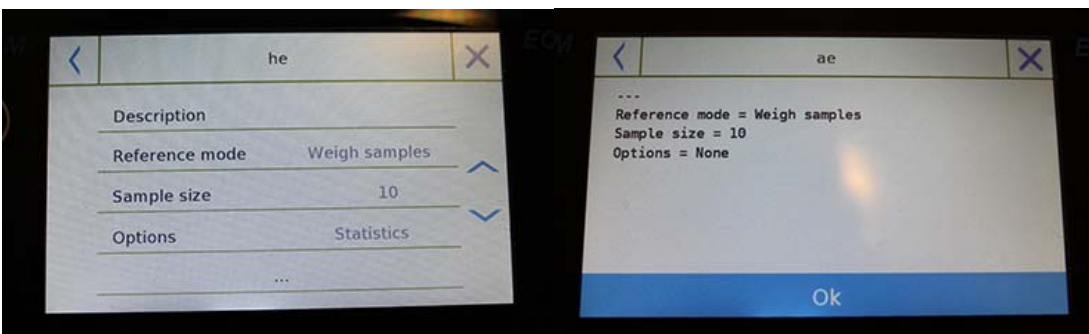 he
Description
Reference mode Weigh samples
Sample size 10
Options Statistics
...
ae
---
Reference mode = Weigh samples
Sample size = 10
Options = None
Ok